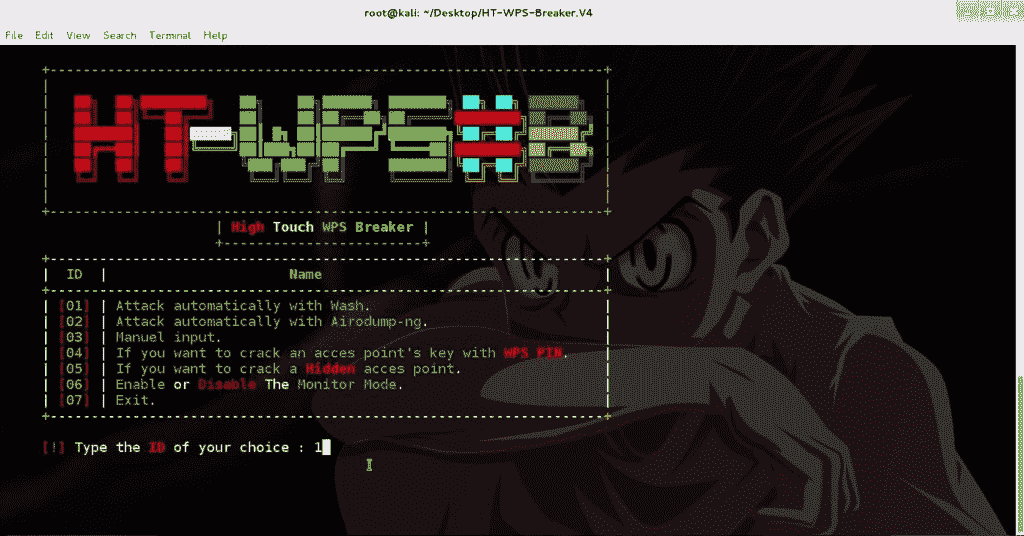 root@kali: ~/Desktop/HT-WPS-Breaker.V4
File Edit View Search Terminal Help
HT-WPS#B
| High Touch WPS Breaker |
| ID | Name |
| [01] | Attack automatically with Wash. |
| [02] | Attack automatically with Airodump-ng. |
| [03] | Manuel input. |
| [04] | If you want to crack an acces point's key with WPS PIN. |
| [05] | If you want to crack a Hidden acces point. |
| [06] | Enable or Disable The Monitor Mode. |
| [07] | Exit. |
[!] Type the ID of your choice : 1